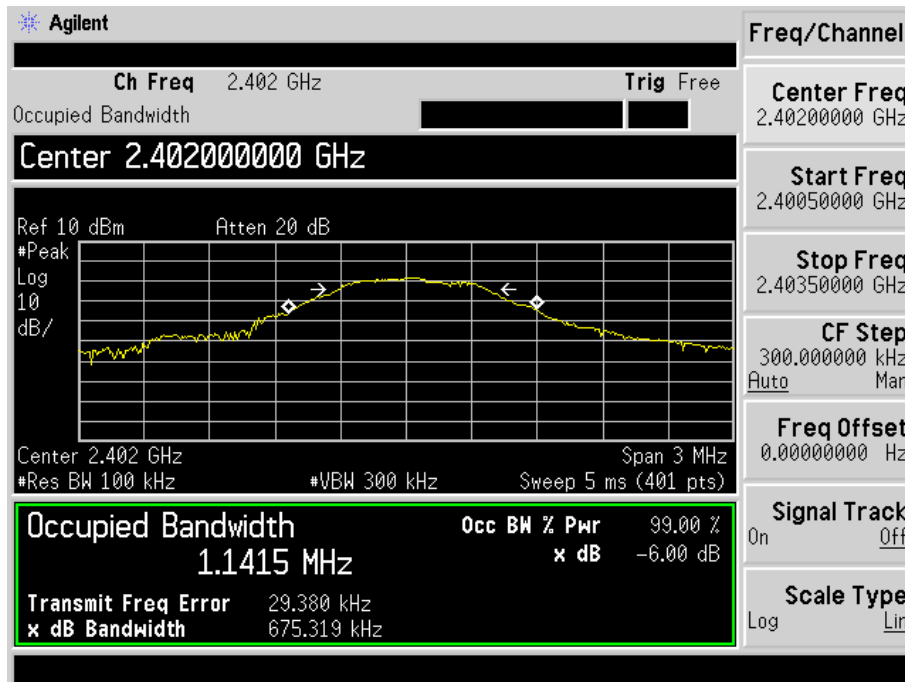 Agilent
Freq/Channel
Ch Freq 2.402 GHz Trig Free
Occupied Bandwidth
Center 2.402000000 GHz
Ref 10 dBm Atten 20 dB
#Peak
Log
10
dB/
Center 2.402 GHz Span 3 MHz
#Res BW 100 kHz #VBW 300 kHz Sweep 5 ms (401 pts)
Occupied Bandwidth
1.1415 MHz
Occ BW % Pwr 99.00 %
x dB -6.00 dB
Transmit Freq Error 29.380 kHz
x dB Bandwidth 675.319 kHz
Center Freq
2.40200000 GHz
Start Freq
2.40050000 GHz
Stop Freq
2.40350000 GHz
CF Step
300.000000 kHz
Auto Man
Freq Offset
0.00000000 Hz
Signal Track
On Off
Scale Type
Log Lin